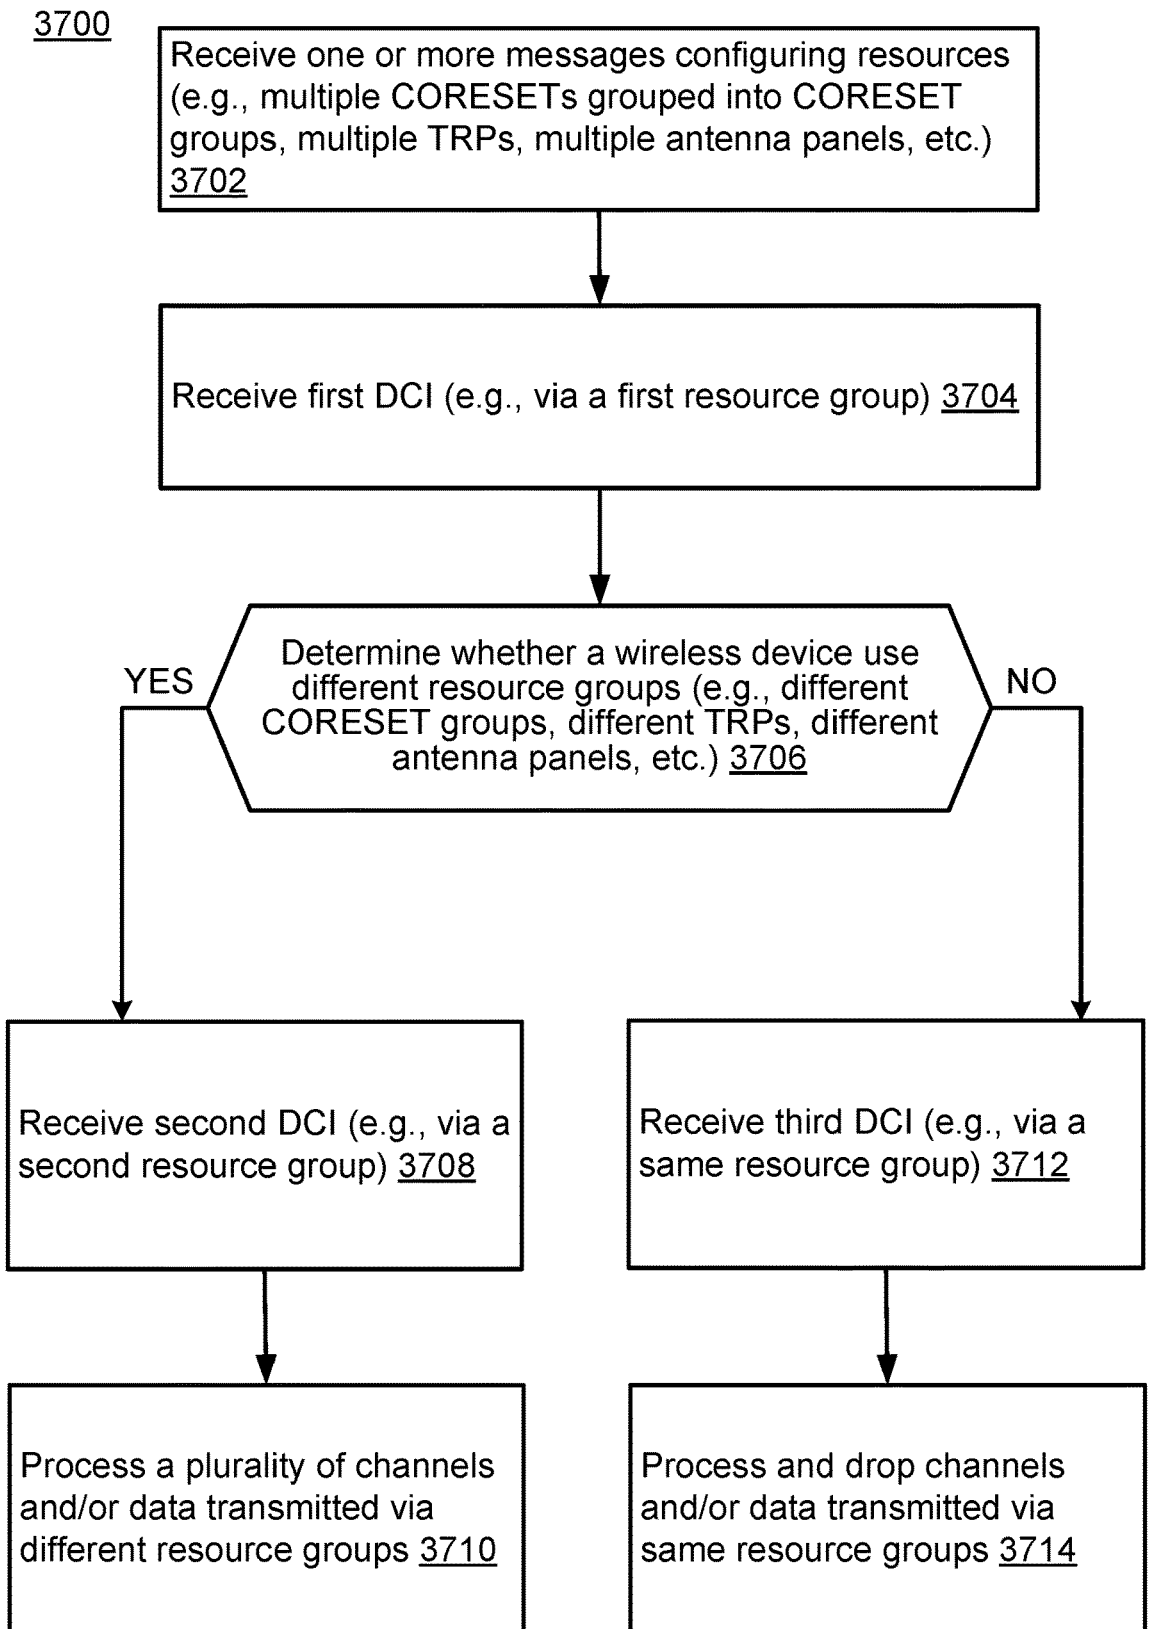 3700
Receive one or more messages configuring resources
(e.g., multiple CORESETs grouped into CORESET
groups, multiple TRPs, multiple antenna panels, etc.)
3702
Receive first DCI (e.g., via a first resource group) 3704
Determine whether a wireless device use
different resource groups (e.g., different
CORESET groups, different TRPs, different
antenna panels, etc.) 3706
YES
NO
Receive second DCI (e.g., via a
second resource group) 3708
Receive third DCI (e.g., via a
same resource group) 3712
Process a plurality of channels
and/or data transmitted via
different resource groups 3710
Process and drop channels
and/or data transmitted via
same resource groups 3714